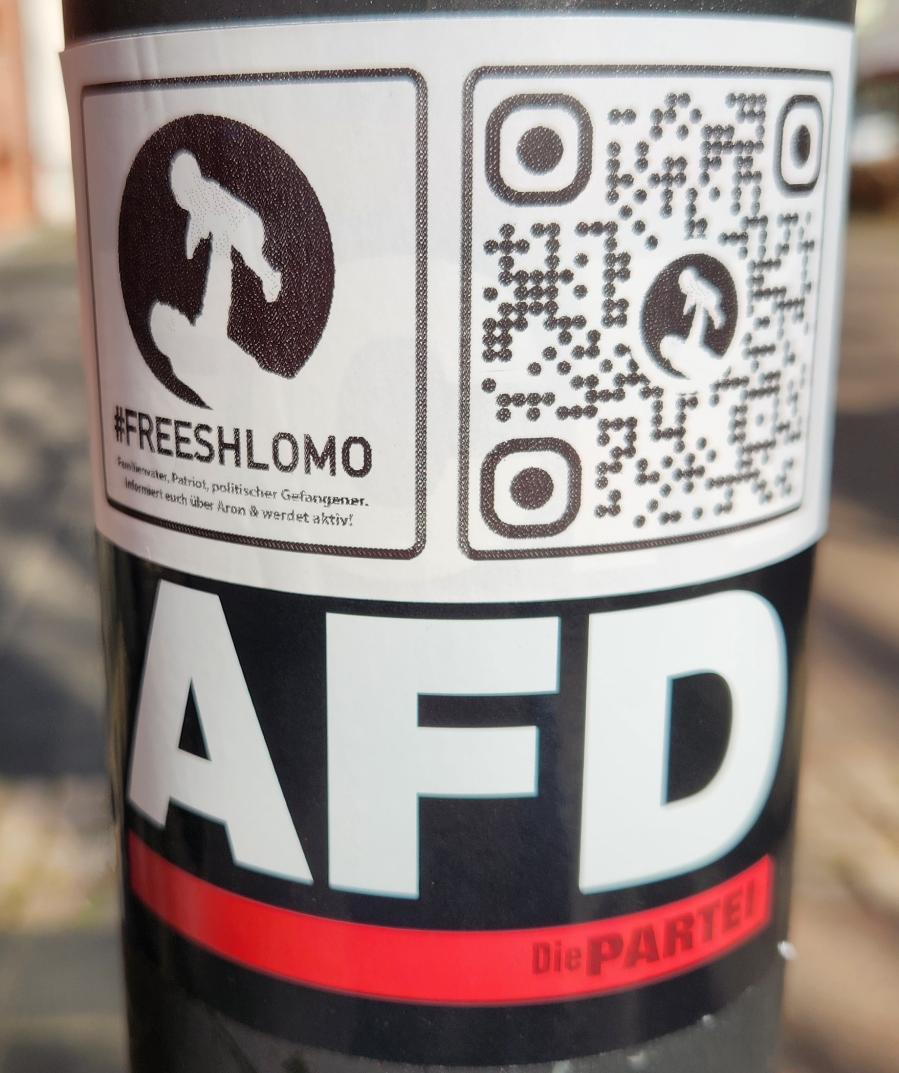 #FREESHLOMO
Familienvater, Patriot, politischer Gefangener.
Informiert euch über Aron & werdet aktiv!
AFD
Die PARTEI